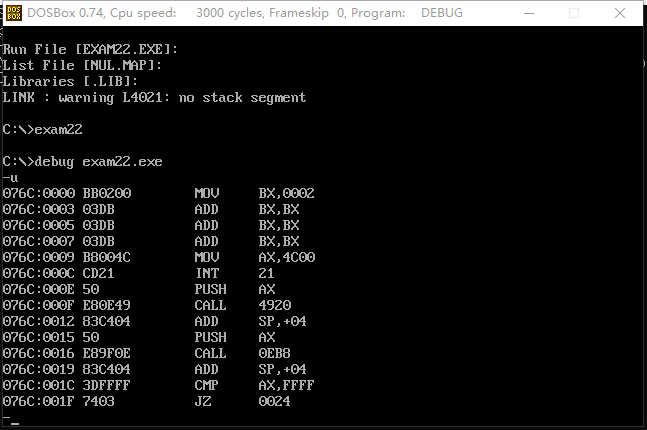 DOSBox 0.74, Cpu speed: 3000 cycles, Frameskip 0, Program: DEBUG
Run File [EXAM22.EXE]:
List File [NUL.MAP]:
Libraries [.LIB]:
LINK : warning L4021: no stack segment
C:\>exam22
C:\>debug exam22.exe
-u
076C:0000 BB0200 MOV BX,0002
076C:0003 03DB ADD BX,BX
076C:0005 03DB ADD BX,BX
076C:0007 03DB ADD BX,BX
076C:0009 B8004C MOV AX,4C00
076C:000C CD21 INT 21
076C:000E 50 PUSH AX
076C:000F E80E49 CALL 4920
076C:0012 83C404 ADD SP,+04
076C:0015 50 PUSH AX
076C:0016 E89F0E CALL 0EB8
076C:0019 83C404 ADD SP,+04
076C:001C 3DFFFF CMP AX,FFFF
076C:001F 7403 JZ 0024
-_